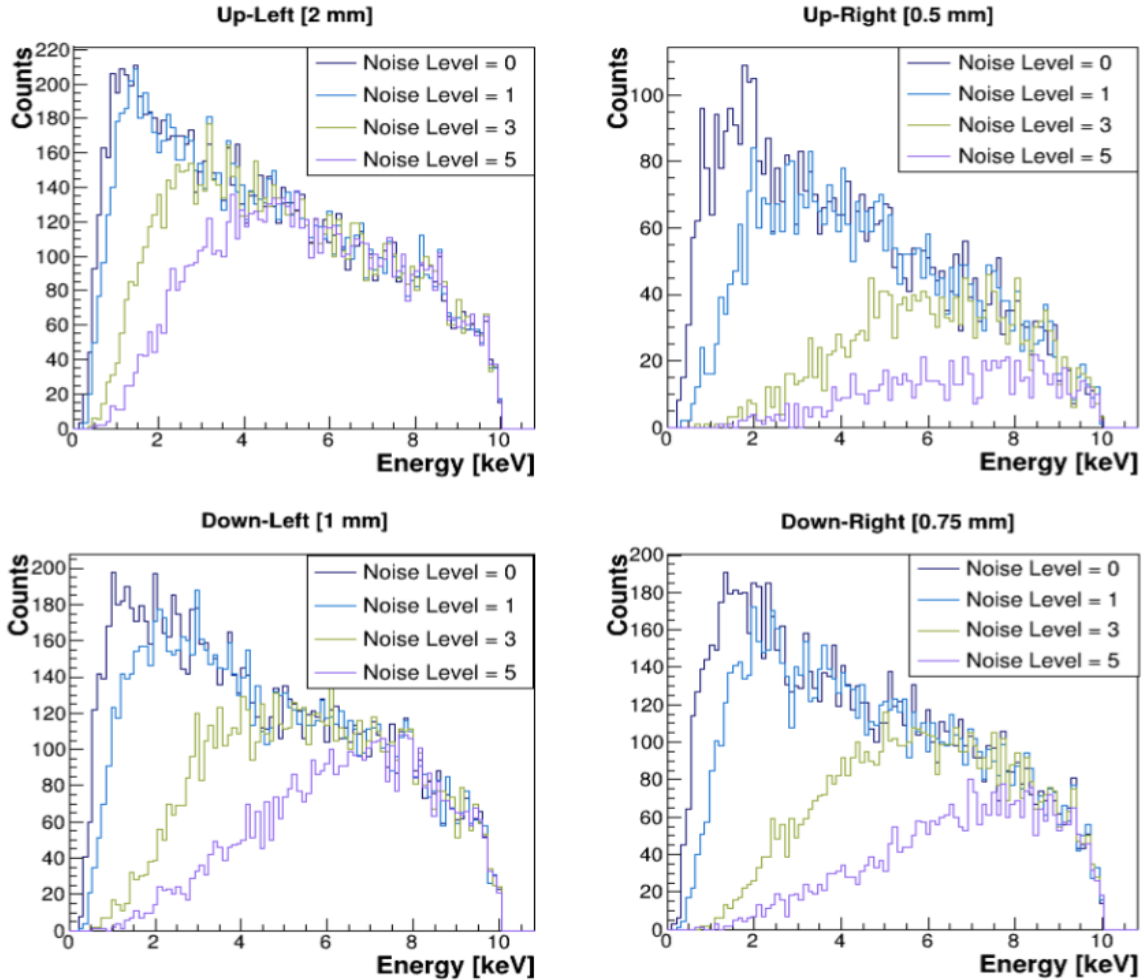 Up-Left [2 mm]
Counts
220
200
180
160
140
120
100
80
60
40
20
0
0 2 4 6 8 10
Energy [keV]
Noise Level = 0
Noise Level = 1
Noise Level = 3
Noise Level = 5
Up-Right [0.5 mm]
Counts
100
80
60
40
20
0
0 2 4 6 8 10
Energy [keV]
Noise Level = 0
Noise Level = 1
Noise Level = 3
Noise Level = 5
Down-Left [1 mm]
Counts
200
180
160
140
120
100
80
60
40
20
0
0 2 4 6 8 10
Energy [keV]
Noise Level = 0
Noise Level = 1
Noise Level = 3
Noise Level = 5
Down-Right [0.75 mm]
Counts
200
180
160
140
120
100
80
60
40
20
0
0 2 4 6 8 10
Energy [keV]
Noise Level = 0
Noise Level = 1
Noise Level = 3
Noise Level = 5